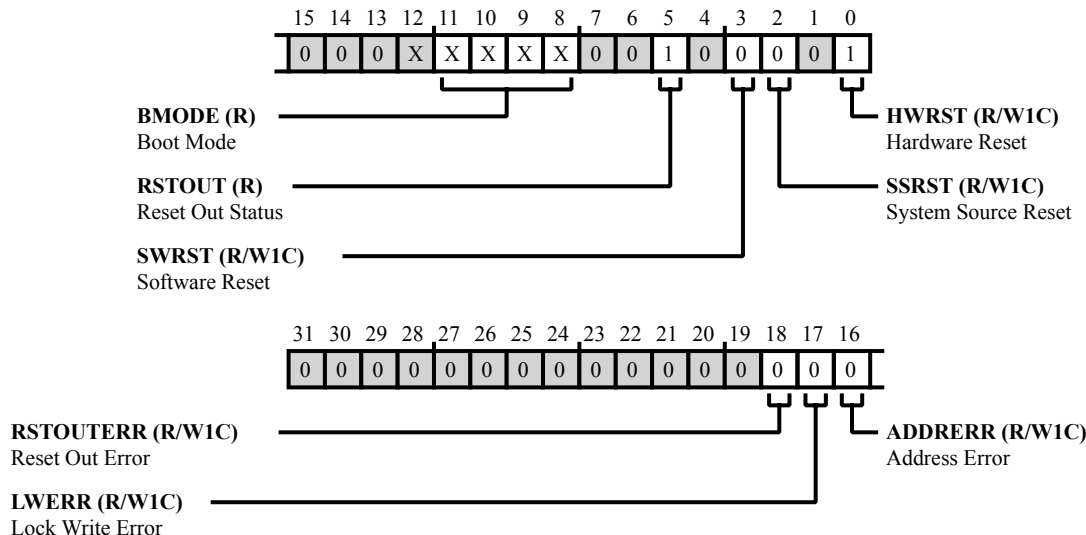 15 14 13 12 11 10 9 8 7 6 5 4 3 2 1 0
0 0 0 X X X X X 0 0 1 0 0 0 0 1
BMODE (R)
Boot Mode
HWRST (R/W1C)
Hardware Reset
RSTOUT (R)
Reset Out Status
SSRST (R/W1C)
System Source Reset
SWRST (R/W1C)
Software Reset
31 30 29 28 27 26 25 24 23 22 21 20 19 18 17 16
0 0 0 0 0 0 0 0 0 0 0 0 0 0 0 0
RSTOUTERR (R/W1C)
Reset Out Error
ADDRERR (R/W1C)
Address Error
LWERR (R/W1C)
Lock Write Error